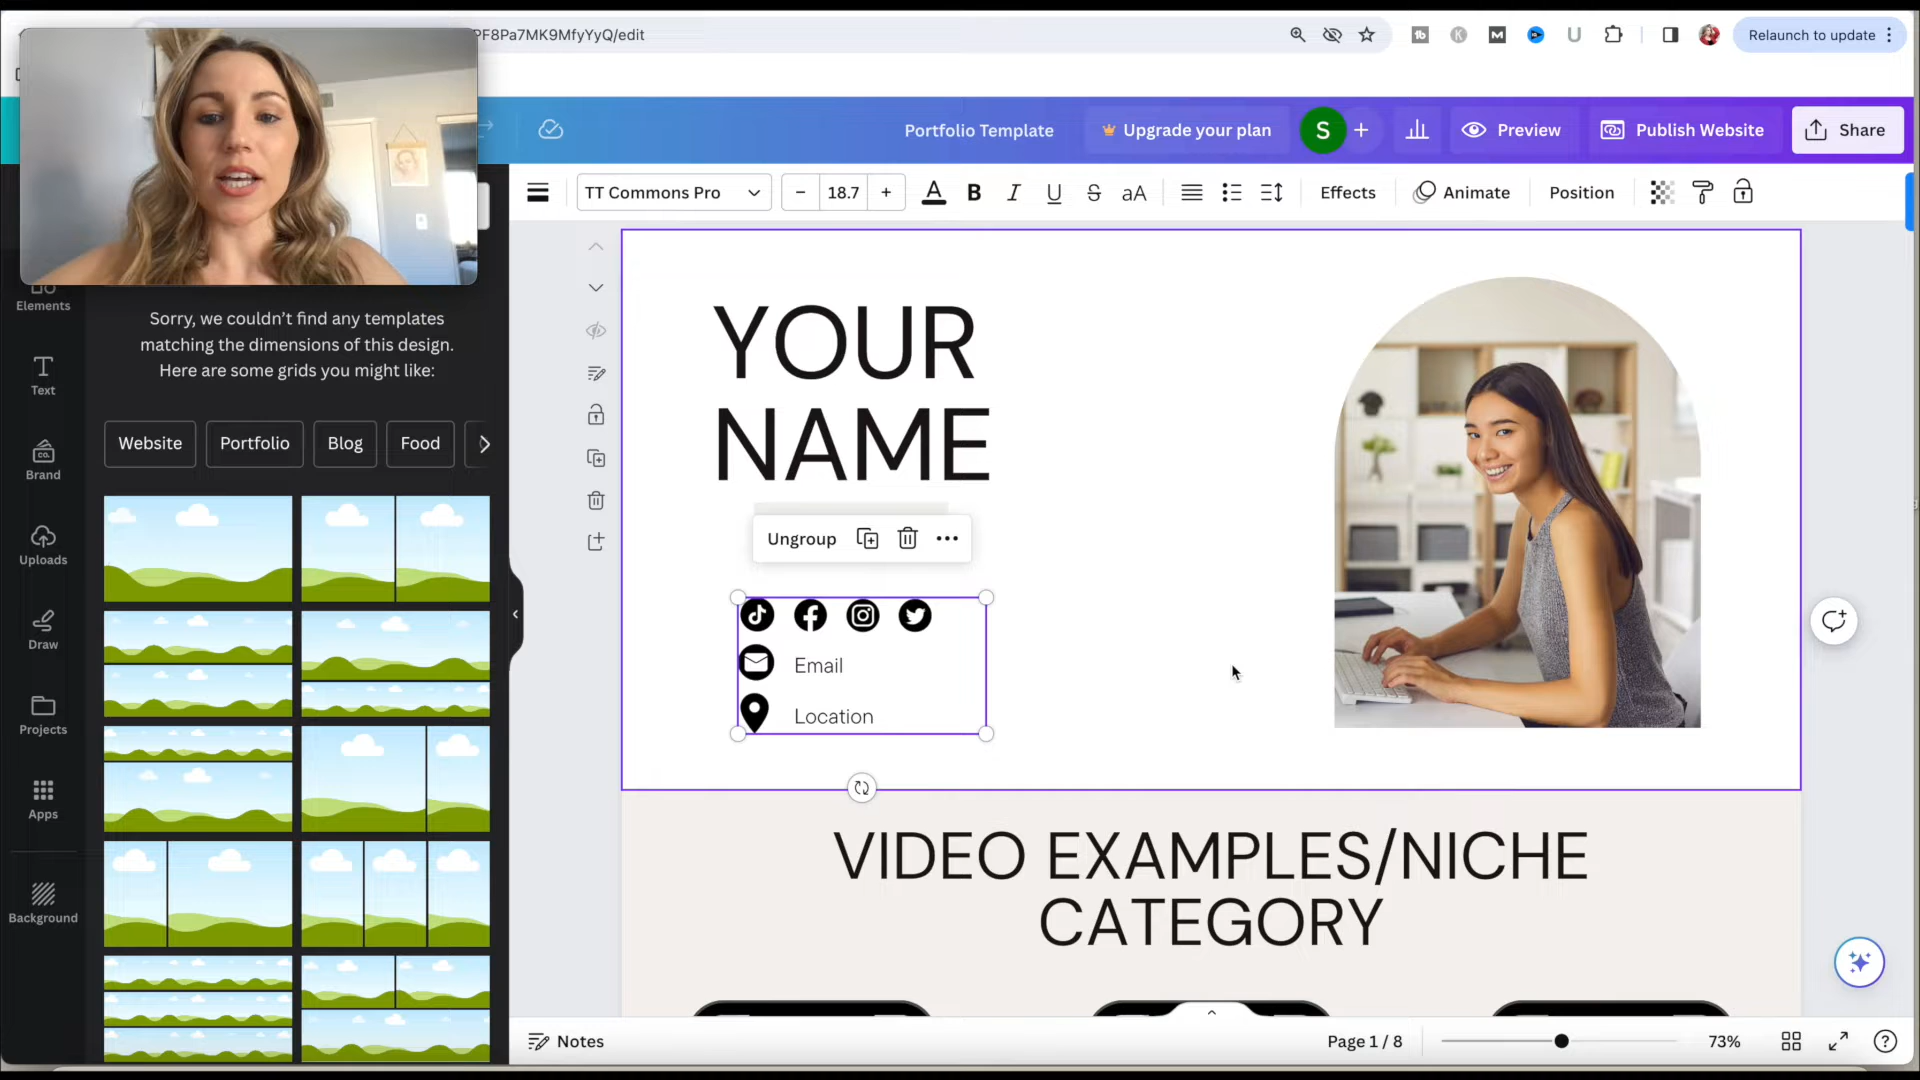 PF8Pa7MK9MfyYyQ/edit
Relaunch to update
Portfolio Template
Upgrade your plan
S
Preview
Publish Website
Share
TT Commons Pro
18.7
Effects
Animate
Position
Elements
Text
Brand
Uploads
Draw
Projects
Apps
Background
Sorry, we couldn't find any templates
matching the dimensions of this design.
Here are some grids you might like:
Website
Portfolio
Blog
Food
YOUR
NAME
Ungroup
Email
Location
VIDEO EXAMPLES/NICHE
CATEGORY
Notes
Page 1 / 8
73%